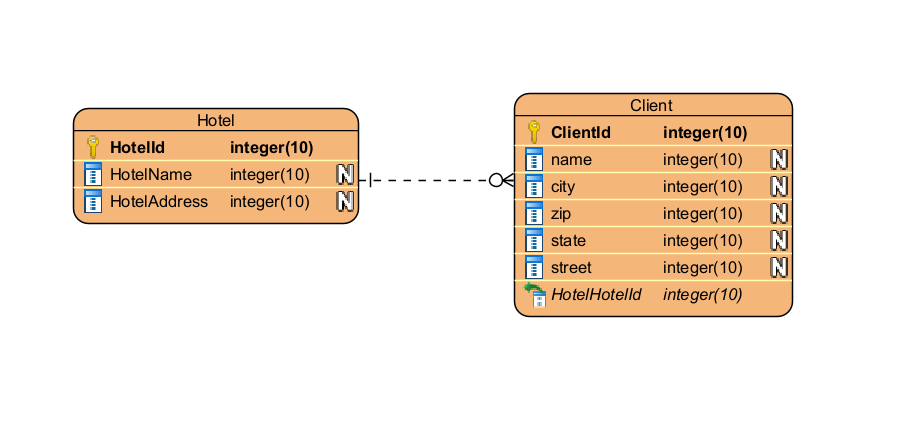 Hotel
HotelId integer(10)
HotelName integer(10) N
HotelAddress integer(10) N
Client
ClientId integer(10)
name integer(10) N
city integer(10) N
zip integer(10) N
state integer(10) N
street integer(10) N
HotelHotelId integer(10)